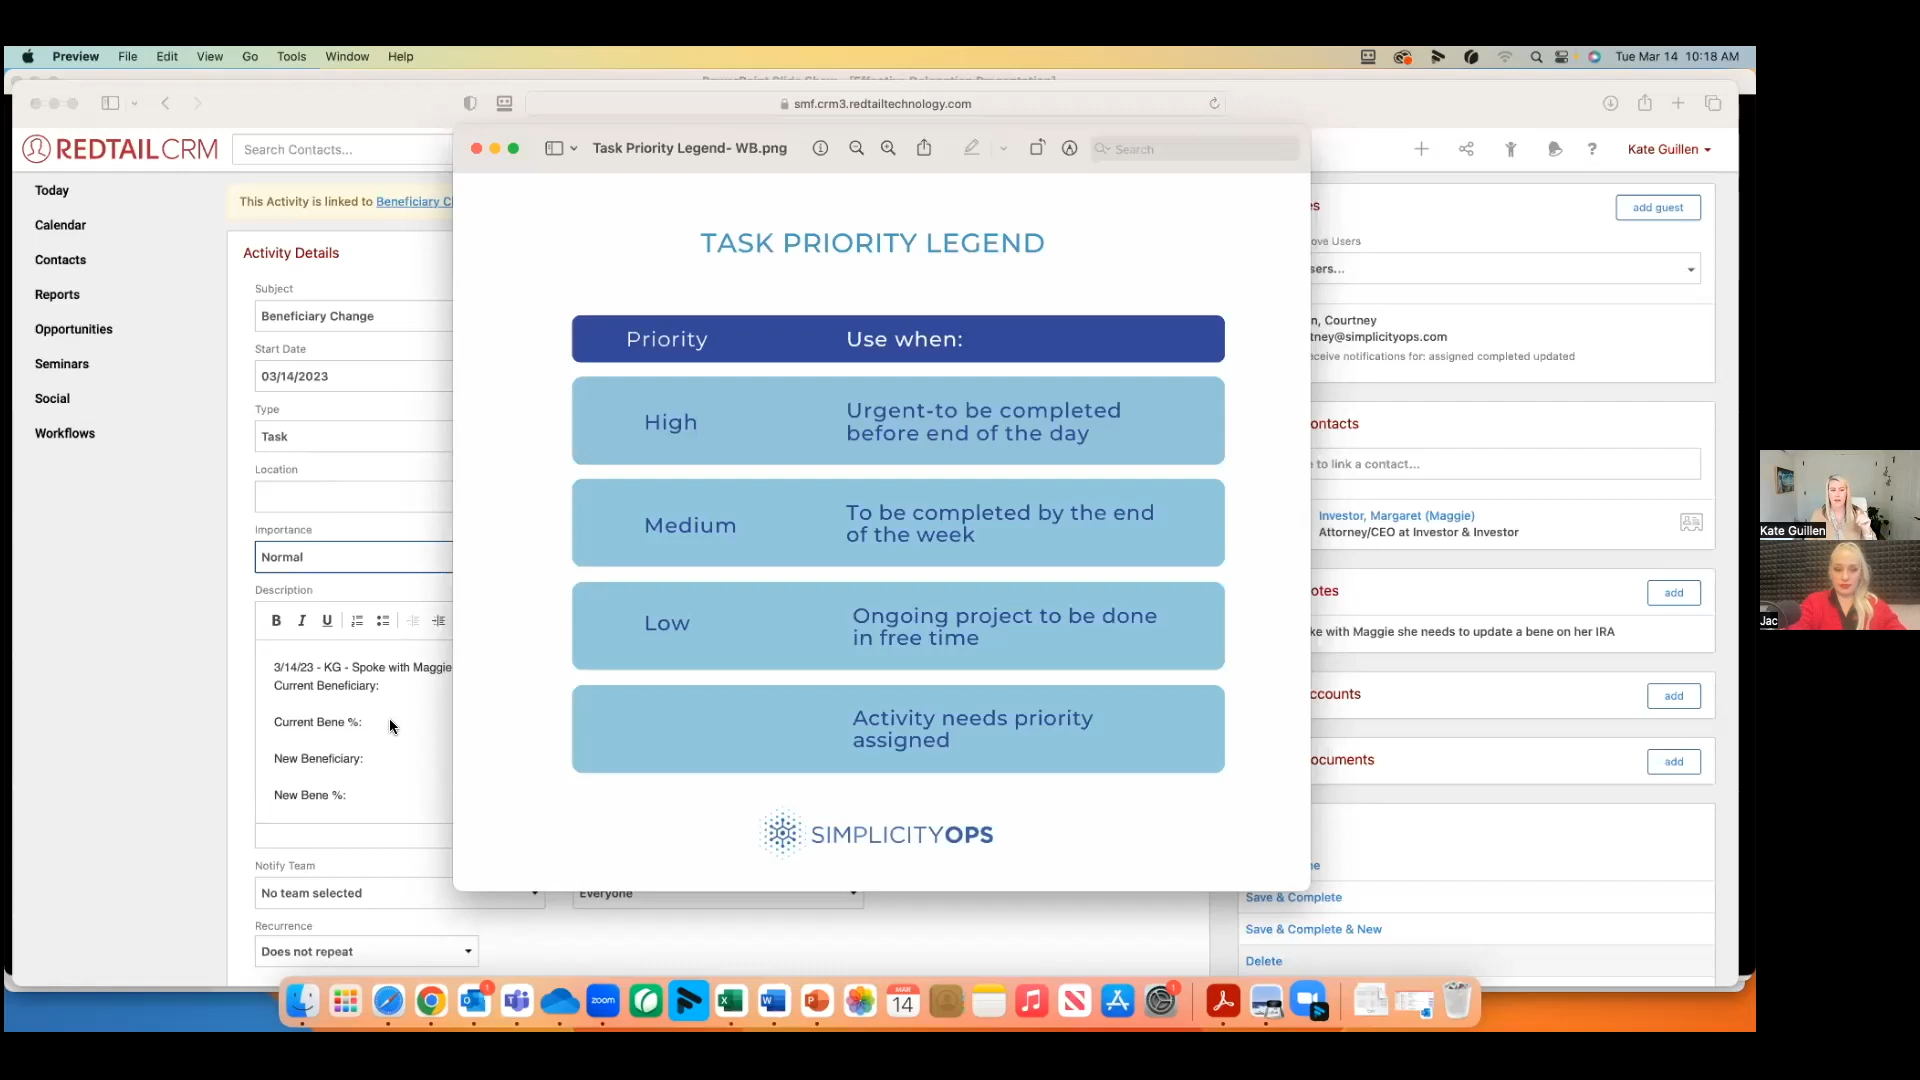 Preview File Edit View Go Tools Window Help Tue Mar 14 10:18 AM
smf.crm3.redtailtechnology.com
REDTAILCRM Search Contacts... Kate Guillen
Task Priority Legend- WB.png Search
Today
Calendar
Contacts
Reports
Opportunities
Seminars
Social
Workflows
This Activity is linked to Beneficiary C
Activity Details
Subject
Beneficiary Change
Start Date
03/14/2023
Type
Task
Location
Importance
Normal
Description
B I U
3/14/23 - KG - Spoke with Maggie
Current Beneficiary:
Current Bene %:
New Beneficiary:
New Bene %:
Notify Team
No team selected
Everyone
Recurrence
Does not repeat
TASK PRIORITY LEGEND
Priority Use when:
High Urgent-to be completed
before end of the day
Medium To be completed by the end
of the week
Low Ongoing project to be done
in free time
Activity needs priority
assigned
SIMPLICITYOPS
es
add guest
ove Users
sers...
n, Courtney
tney@simplicityops.com
eceive notifications for: assigned completed updated
ontacts
e to link a contact...
Investor, Margaret (Maggie)
Attorney/CEO at Investor & Investor
otes
add
ke with Maggie she needs to update a bene on her IRA
ccounts
add
ocuments
add
ne
Save & Complete
Save & Complete & New
Delete
Kate Guillen
Jac
zoom
MAR
14